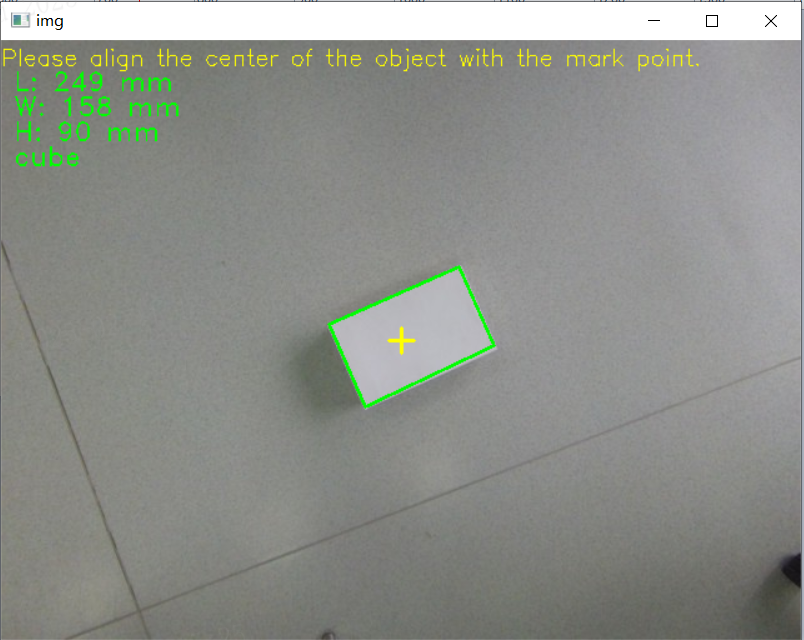 img
Please align the center of the object with the mark point.
L: 249 mm
W: 158 mm
H: 90 mm
cube